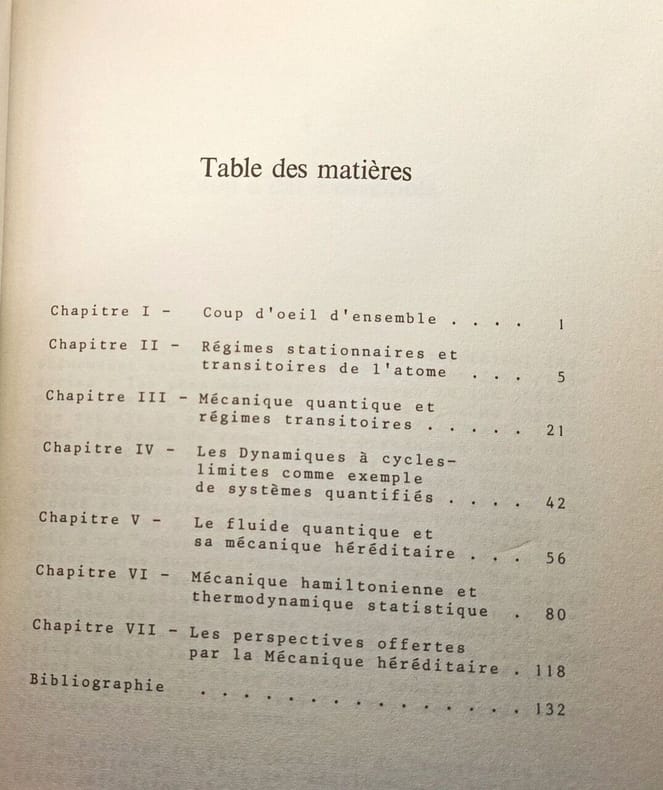 Table des matières
Chapitre I - Coup d'oeil d'ensemble . . . . 1
Chapitre II - Régimes stationnaires et
transitoires de l'atome . . . 5
Chapitre III - Mécanique quantique et
régimes transitoires . . . . . 21
Chapitre IV - Les Dynamiques à cycles-
limites comme exemple
de systèmes quantifiés . . . . 42
Chapitre V - Le fluide quantique et
sa mécanique héréditaire . . . 56
Chapitre VI - Mécanique hamiltonienne et
thermodynamique statistique . 80
Chapitre VII - Les perspectives offertes
par la Mécanique héréditaire . 118
Bibliographie . . . . . . . . . . . . . 132